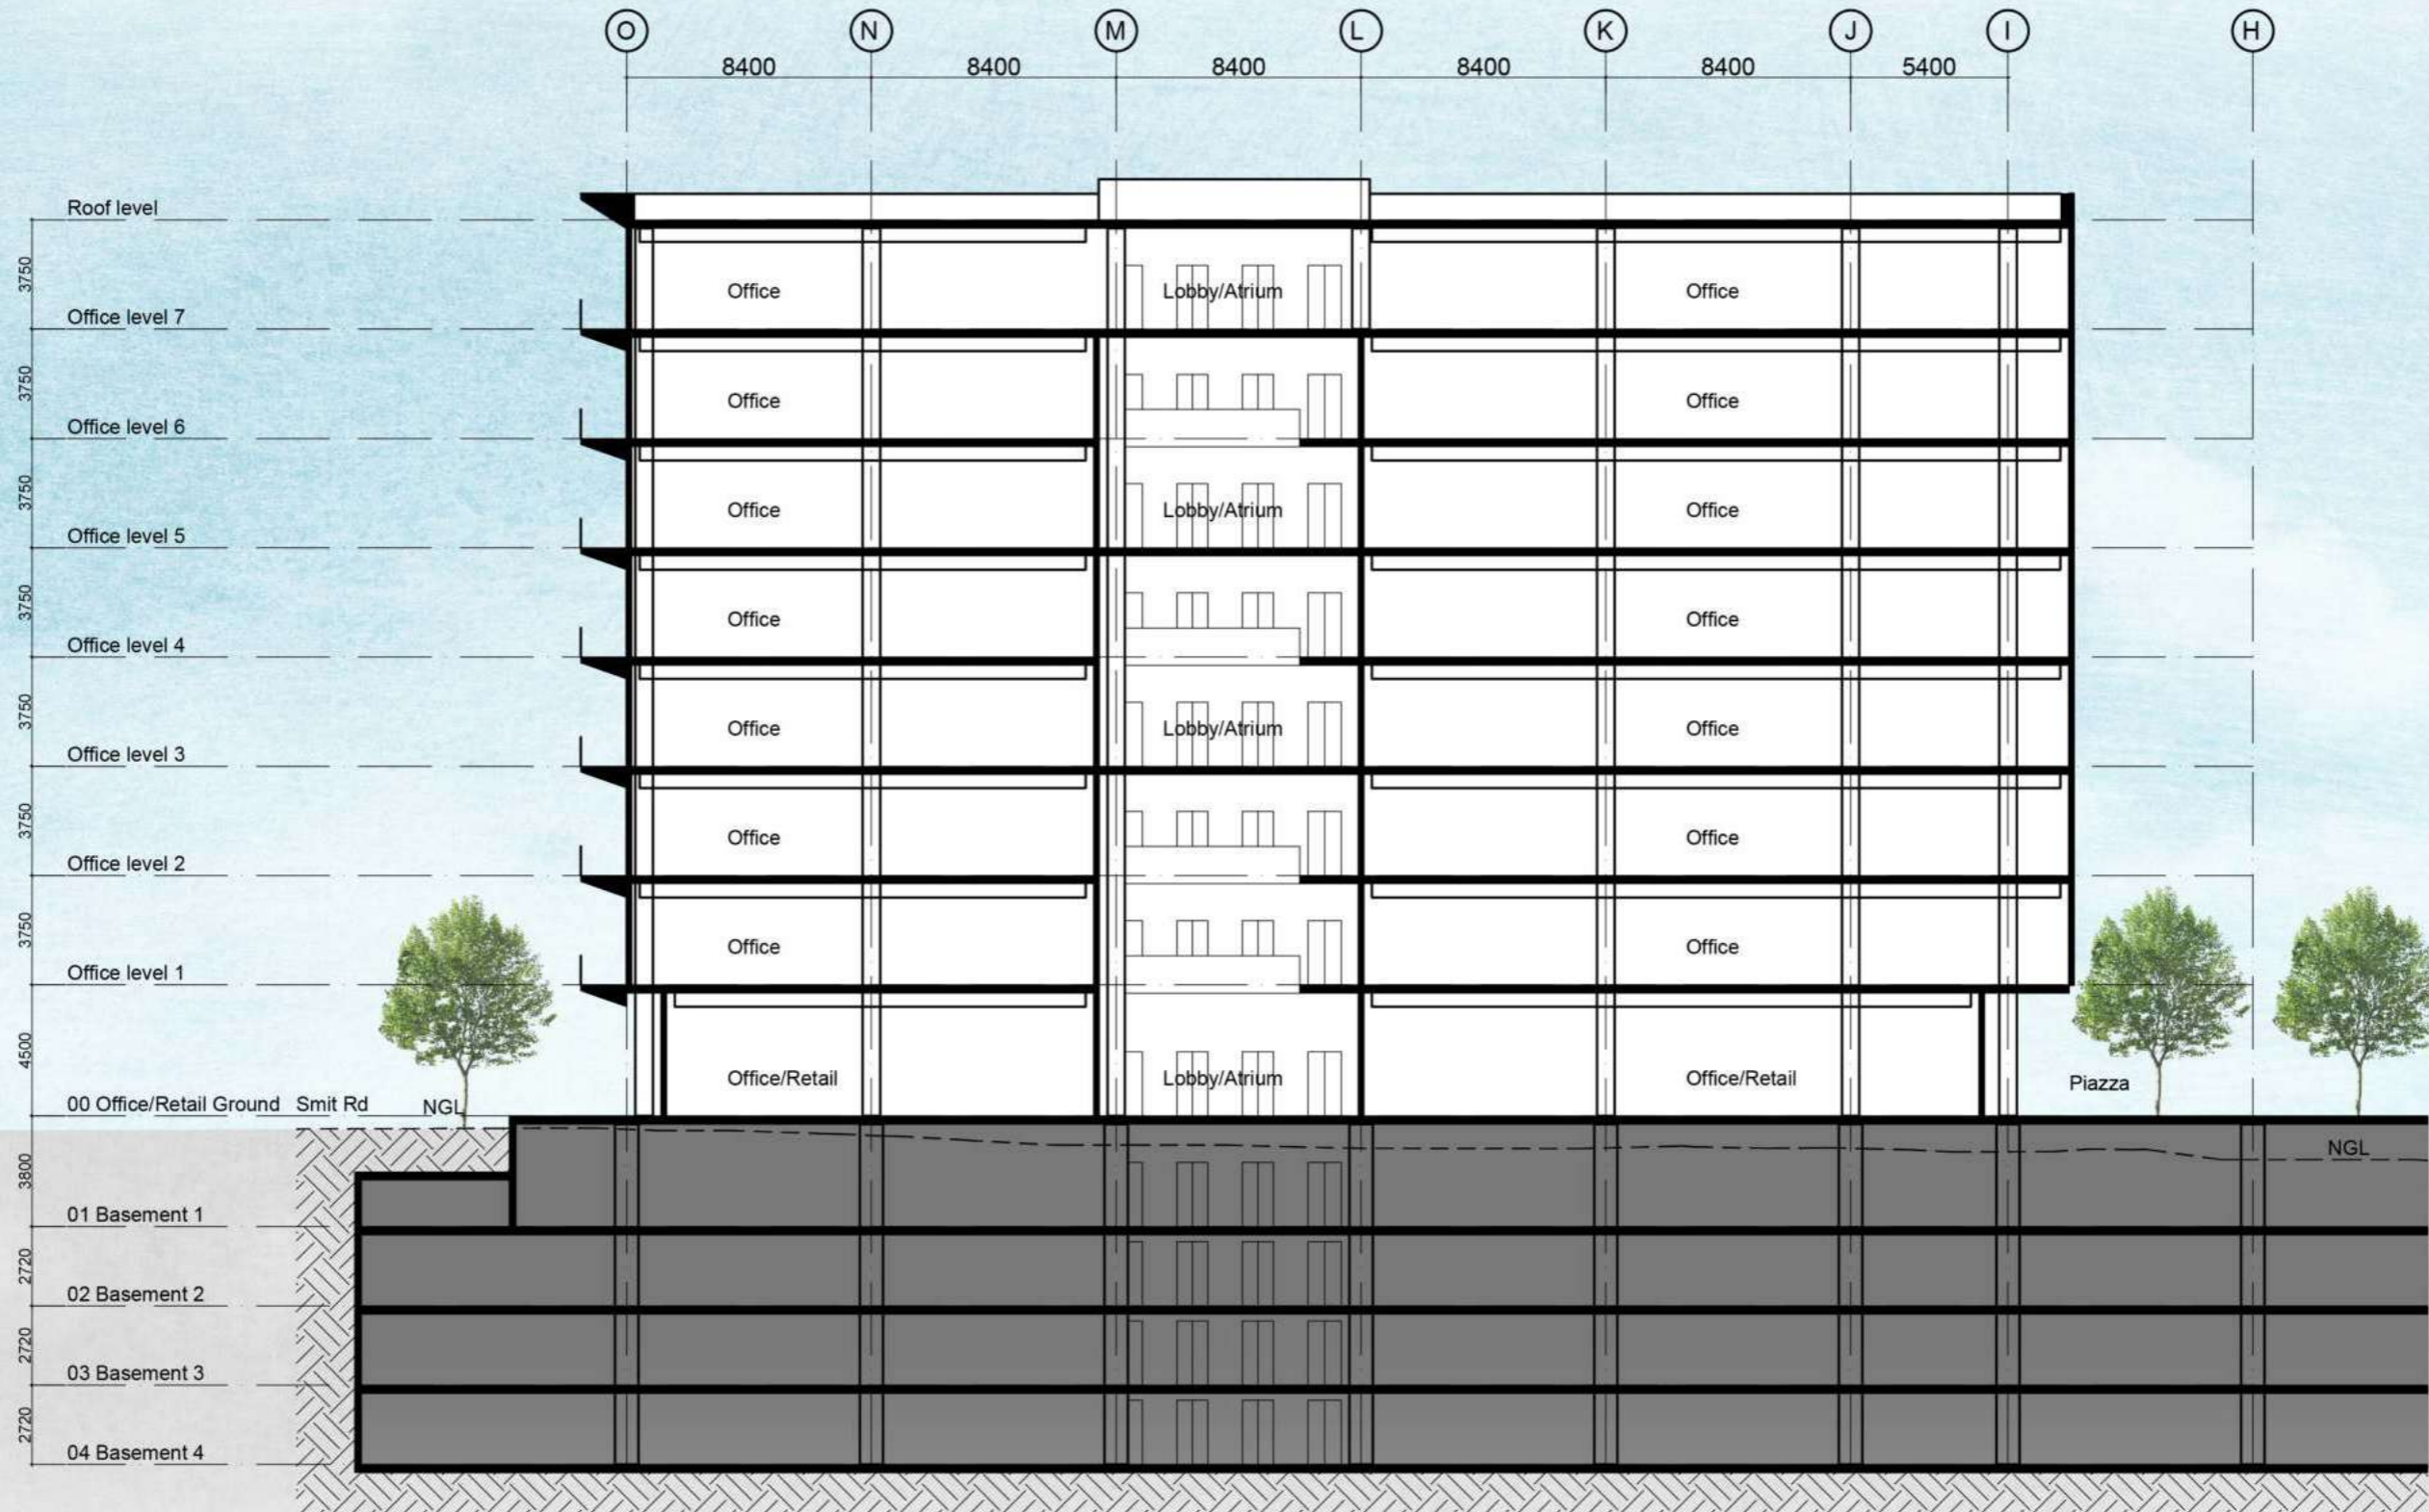 O N M L K J I H
8400 8400 8400 8400 8400 5400
Roof level
3750
Office Lobby/Atrium Office
Office level 7
3750
Office Office
Office level 6
3750
Office Lobby/Atrium Office
Office level 5
3750
Office Office
Office level 4
3750
Office Lobby/Atrium Office
Office level 3
3750
Office Office
Office level 2
3750
Office Office
Office level 1
4500
Office/Retail Lobby/Atrium Office/Retail Piazza
00 Office/Retail Ground Smit Rd NGL
NGL
3800
01 Basement 1
2720
02 Basement 2
2720
03 Basement 3
2720
04 Basement 4